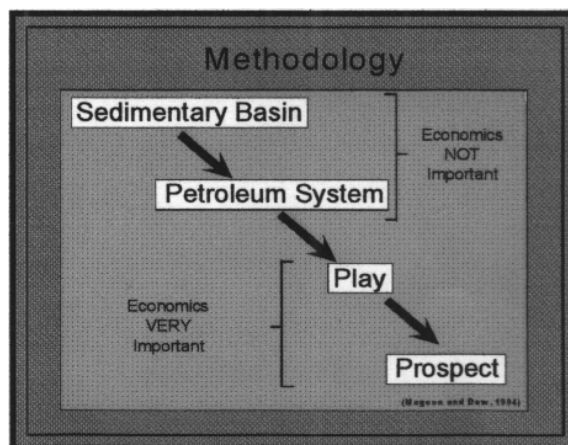 Methodology
Sedimentary Basin
Economics
NOT
Important
Petroleum System
Play
Economics
VERY
Important
Prospect
(Magoon and Dow, 1994)